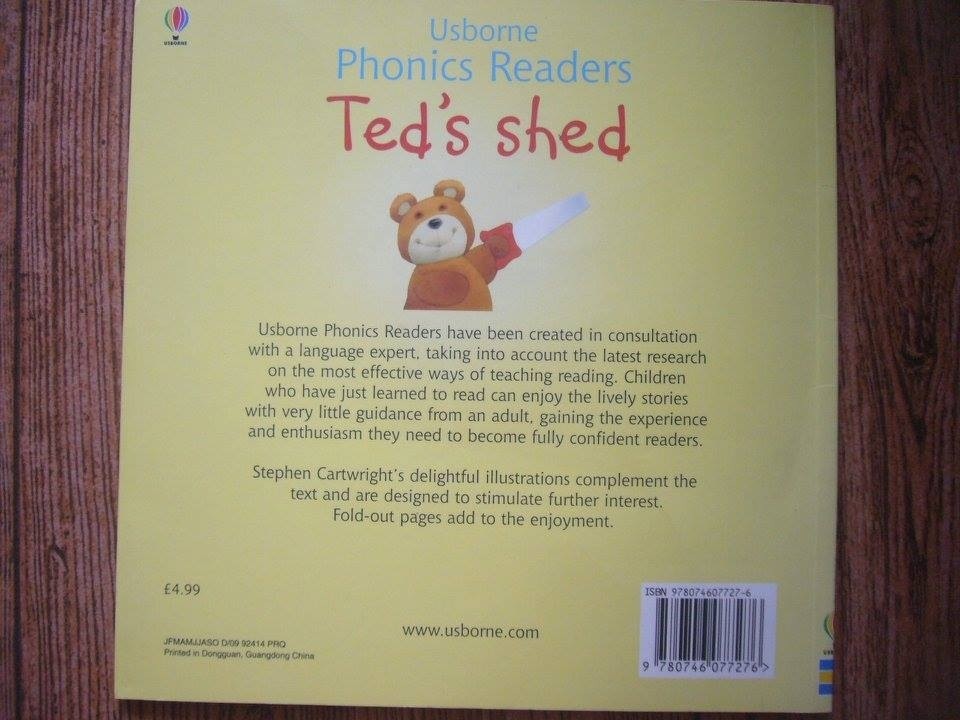 USBORNE
Usborne
Phonics Readers
Ted's shed
Usborne Phonics Readers have been created in consultation
with a language expert, taking into account the latest research
on the most effective ways of teaching reading. Children
who have just learned to read can enjoy the lively stories
with very little guidance from an adult, gaining the experience
and enthusiasm they need to become fully confident readers.
Stephen Cartwright's delightful illustrations complement the
text and are designed to stimulate further interest.
Fold-out pages add to the enjoyment.
£4.99
ISBN 978074607727-6
www.usborne.com
JFMAMJJASO D/09 92414 PRQ
Printed in Dongguan, Guangdong China
9 780746 077276 >